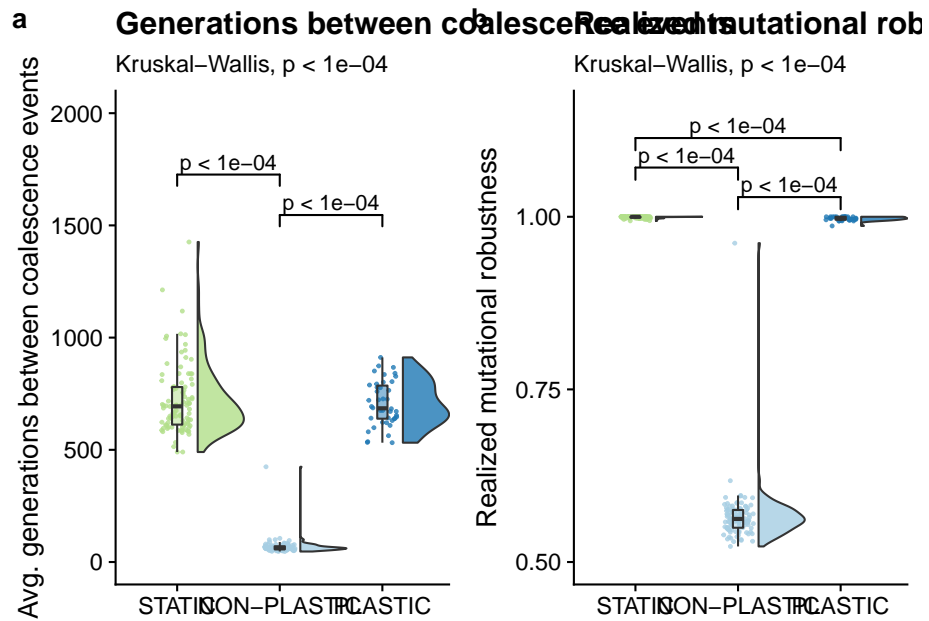 a
Generations between coalescence events
Kruskal−Wallis, p < 1e−04
Avg. generations between coalescence events
2000
1500
1000
500
0
p < 1e−04
p < 1e−04
STATIC
NON−PLASTIC
PLASTIC
b
Realized mutational rob
Kruskal−Wallis, p < 1e−04
Realized mutational robustness
1.00
0.75
0.50
p < 1e−04
p < 1e−04
p < 1e−04
STATIC
NON−PLASTIC
PLASTIC